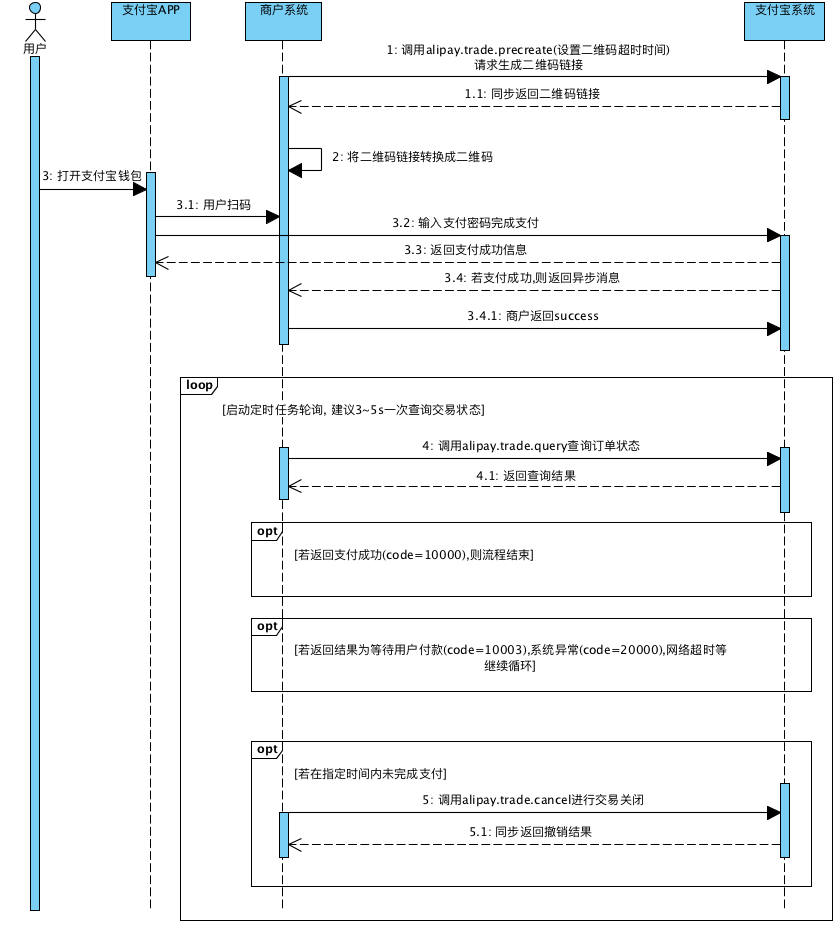 支付宝APP
商户系统
支付宝系统
用户
1: 调用alipay.trade.precreate(设置二维码超时时间)
请求生成二维码链接
1.1: 同步返回二维码链接
2: 将二维码链接转换成二维码
3: 打开支付宝钱包
3.1: 用户扫码
3.2: 输入支付密码完成支付
3.3: 返回支付成功信息
3.4: 若支付成功,则返回异步消息
3.4.1: 商户返回success
loop
[启动定时任务轮询, 建议3~5s一次查询交易状态]
4: 调用alipay.trade.query查询订单状态
4.1: 返回查询结果
opt
[若返回支付成功(code=10000),则流程结束]
opt
[若返回结果为等待用户付款(code=10003),系统异常(code=20000),网络超时等
继续循环]
opt
[若在指定时间内未完成支付]
5: 调用alipay.trade.cancel进行交易关闭
5.1: 同步返回撤销结果